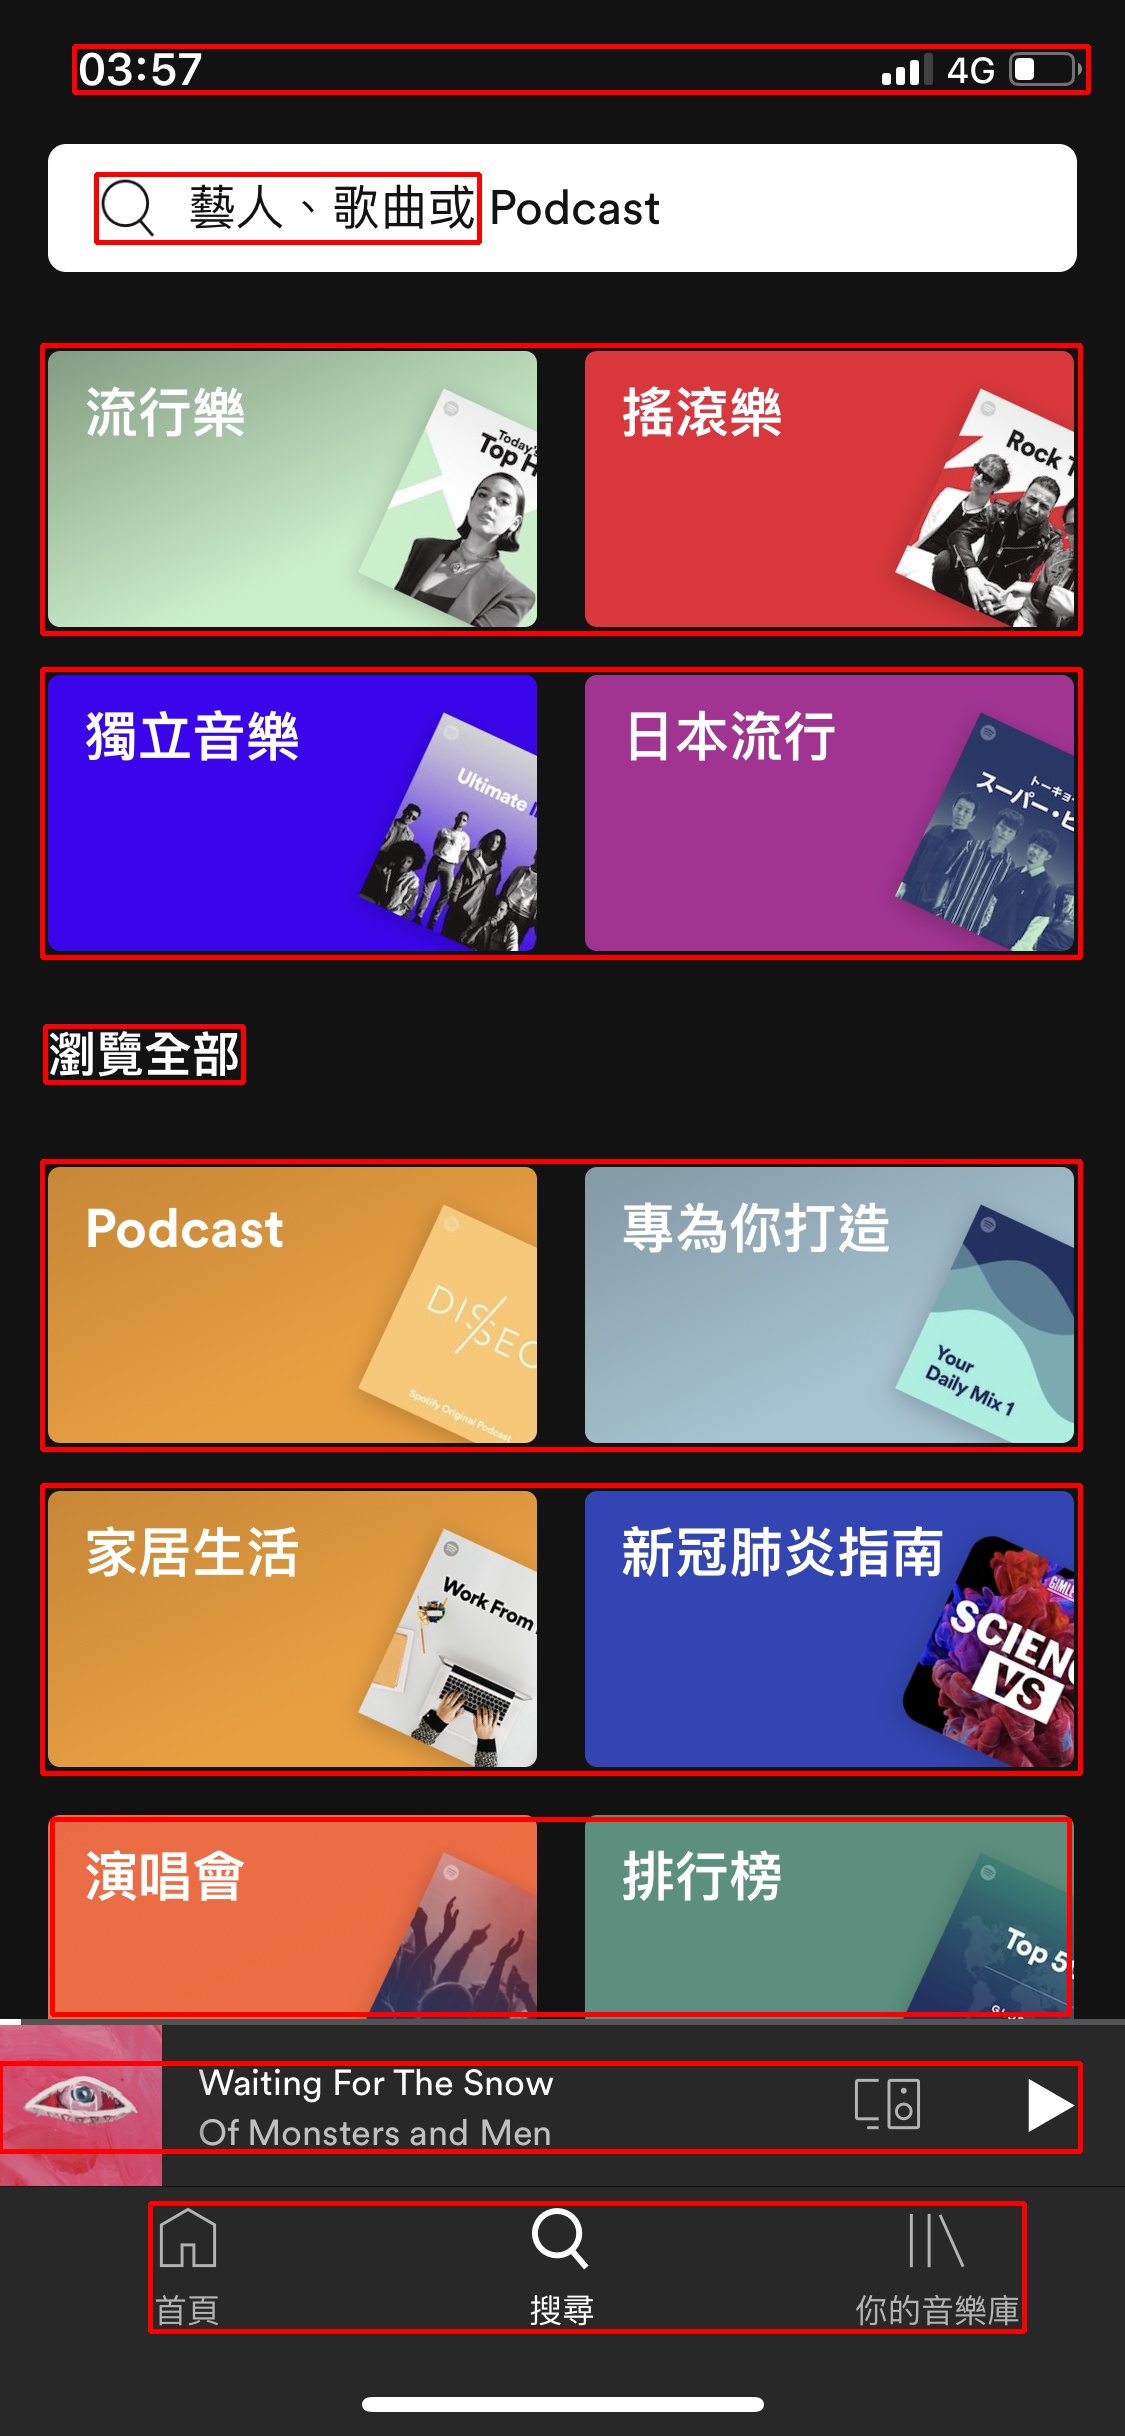 03:57 4G
藝人、歌曲或 Podcast
流行樂
Today's
Top H
搖滾樂
Rock T
獨立音樂
Ultimate
日本流行
トーキョー
スーパー・ヒ
瀏覽全部
Podcast
DISSEC
Spotify Original Podcast
專為你打造
Your
Daily Mix 1
家居生活
Work From
新冠肺炎指南
GIMLE
SCIEN
VS
演唱會
排行榜
Top 5
Waiting For The Snow
Of Monsters and Men
首頁
搜尋
你的音樂庫